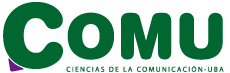 COMU
CIENCIAS DE LA COMUNICACIÓN-UBA